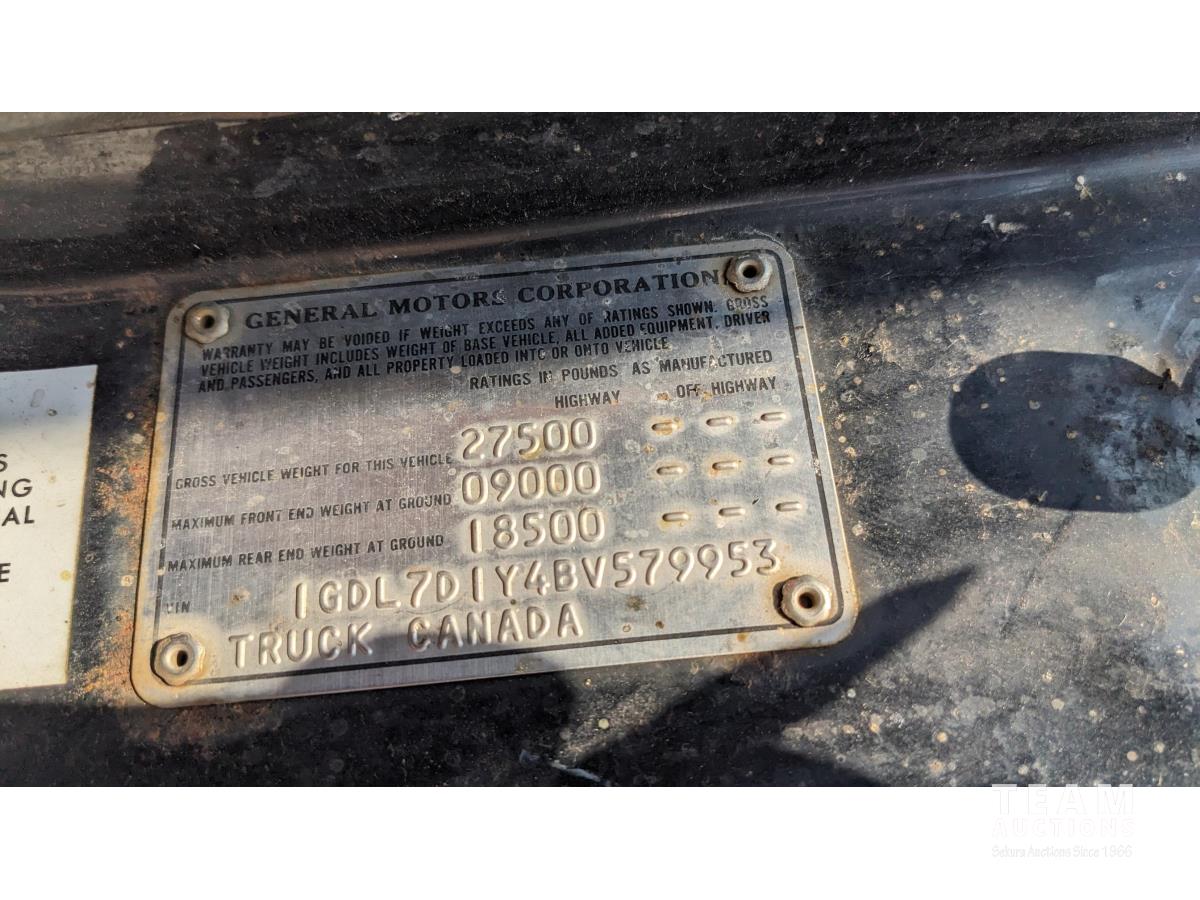 GENERAL MOTORS CORPORATION
WARRANTY MAY BE VOIDED IF WEIGHT EXCEEDS ANY OF RATINGS SHOWN. GROSS
VEHICLE WEIGHT INCLUDES WEIGHT OF BASE VEHICLE, ALL ADDED EQUIPMENT, DRIVER
AND PASSENGERS, AND ALL PROPERTY LOADED INTO OR ONTO VEHICLE.
RATINGS IN POUNDS AS MANUFACTURED
HIGHWAY OFF HIGHWAY
GROSS VEHICLE WEIGHT FOR THIS VEHICLE 27500 - - -
MAXIMUM FRONT END WEIGHT AT GROUND 09000 - - -
MAXIMUM REAR END WEIGHT AT GROUND 18500 - - -
VIN 1GDL7D1Y4BV579953
TRUCK CANADA
S
NG
AL
E
TEAM
AUCTIONS
Sekura Auctions Since 1966